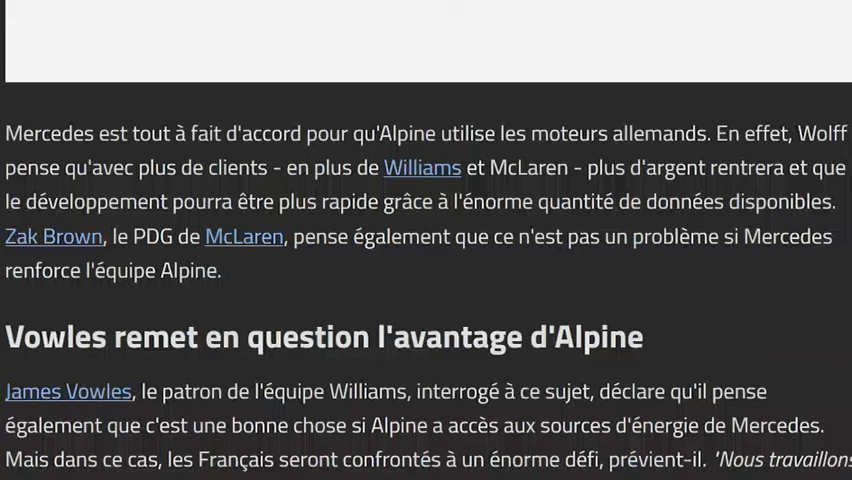 Mercedes est tout à fait d'accord pour qu'Alpine utilise les moteurs allemands. En effet, Wolff
pense qu'avec plus de clients - en plus de Williams et McLaren - plus d'argent rentrera et que
le développement pourra être plus rapide grâce à l'énorme quantité de données disponibles.
Zak Brown, le PDG de McLaren, pense également que ce n'est pas un problème si Mercedes
renforce l'équipe Alpine.
Vowles remet en question l'avantage d'Alpine
James Vowles, le patron de l'équipe Williams, interrogé à ce sujet, déclare qu'il pense
également que c'est une bonne chose si Alpine a accès aux sources d'énergie de Mercedes.
Mais dans ce cas, les Français seront confrontés à un énorme défi, prévient-il. "Nous travaillons